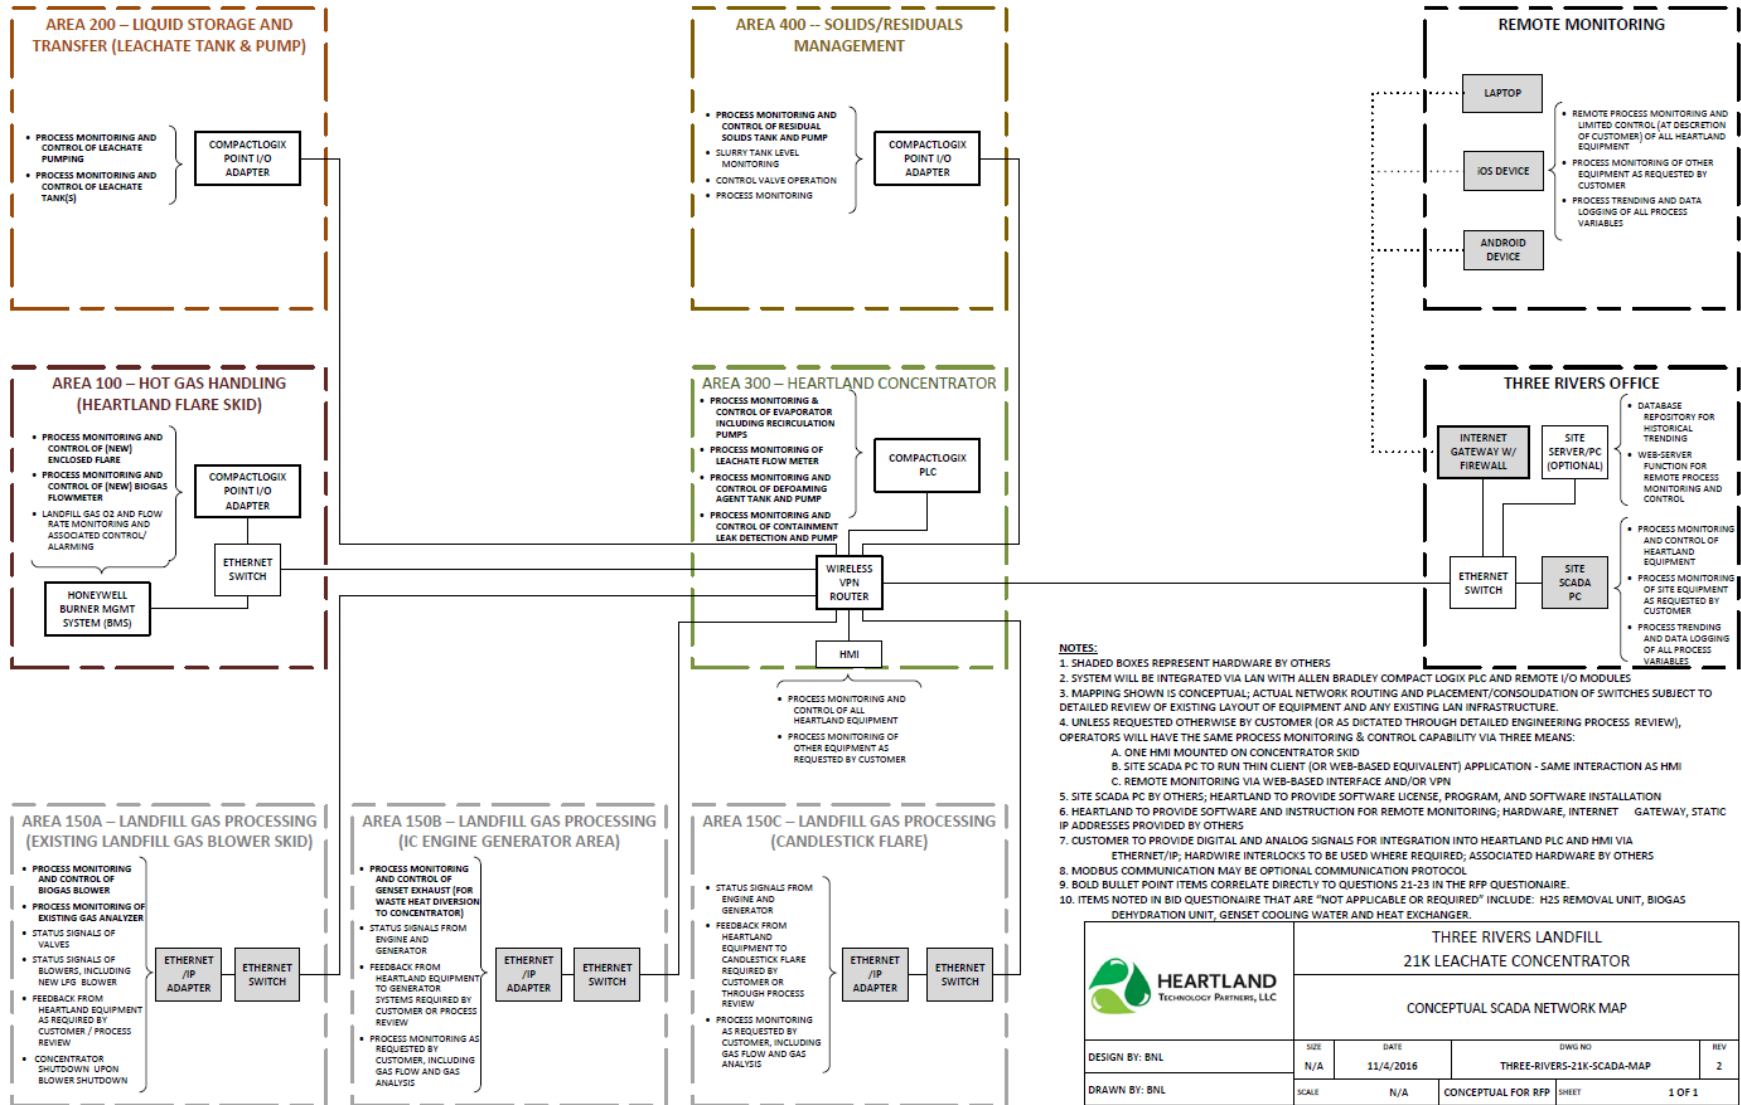 AREA 200 – LIQUID STORAGE AND
TRANSFER (LEACHATE TANK & PUMP)
• PROCESS MONITORING AND
CONTROL OF LEACHATE
PUMPING
• PROCESS MONITORING AND
CONTROL OF LEACHATE
TANK(S)
COMPACTLOGIX
POINT I/O
ADAPTER
AREA 400 -- SOLIDS/RESIDUALS
MANAGEMENT
• PROCESS MONITORING AND
CONTROL OF RESIDUAL
SOLIDS TANK AND PUMP
• SLURRY TANK LEVEL
MONITORING
• CONTROL VALVE OPERATION
• PROCESS MONITORING
COMPACTLOGIX
POINT I/O
ADAPTER
REMOTE MONITORING
LAPTOP
iOS DEVICE
ANDROID
DEVICE
• REMOTE PROCESS MONITORING AND
LIMITED CONTROL (AT DESCRETION
OF CUSTOMER) OF ALL HEARTLAND
EQUIPMENT
• PROCESS MONITORING OF OTHER
EQUIPMENT AS REQUESTED BY
CUSTOMER
• PROCESS TRENDING AND DATA
LOGGING OF ALL PROCESS
VARIABLES
AREA 100 – HOT GAS HANDLING
(HEARTLAND FLARE SKID)
• PROCESS MONITORING AND
CONTROL OF (NEW)
ENCLOSED FLARE
• PROCESS MONITORING AND
CONTROL OF (NEW) BIOGAS
FLOWMETER
• LANDFILL GAS O2 AND FLOW
RATE MONITORING AND
ASSOCIATED CONTROL/
ALARMING
COMPACTLOGIX
POINT I/O
ADAPTER
ETHERNET
SWITCH
HONEYWELL
BURNER MGMT
SYSTEM (BMS)
AREA 300 – HEARTLAND CONCENTRATOR
• PROCESS MONITORING &
CONTROL OF EVAPORATOR
INCLUDING RECIRCULATION
PUMPS
• PROCESS MONITORING OF
LEACHATE FLOW METER
• PROCESS MONITORING AND
CONTROL OF DEFOAMING
AGENT TANK AND PUMP
• PROCESS MONITORING AND
CONTROL OF CONTAINMENT
LEAK DETECTION AND PUMP
COMPACTLOGIX
PLC
WIRELESS
VPN
ROUTER
HMI
• PROCESS MONITORING AND
CONTROL OF ALL
HEARTLAND EQUIPMENT
• PROCESS MONITORING OF
OTHER EQUIPMENT AS
REQUESTED BY CUSTOMER
THREE RIVERS OFFICE
INTERNET
GATEWAY W/
FIREWALL
SITE
SERVER/PC
(OPTIONAL)
• DATABASE
REPOSITORY FOR
HISTORICAL
TRENDING
• WEB-SERVER
FUNCTION FOR
REMOTE PROCESS
MONITORING AND
CONTROL
ETHERNET
SWITCH
SITE
SCADA
PC
• PROCESS MONITORING
AND CONTROL OF
HEARTLAND
EQUIPMENT
• PROCESS MONITORING
OF SITE EQUIPMENT
AS REQUESTED BY
CUSTOMER
• PROCESS TRENDING
AND DATA LOGGING
OF ALL PROCESS
VARIABLES
NOTES:
1. SHADED BOXES REPRESENT HARDWARE BY OTHERS
2. SYSTEM WILL BE INTEGRATED VIA LAN WITH ALLEN BRADLEY COMPACT LOGIX PLC AND REMOTE I/O MODULES
3. MAPPING SHOWN IS CONCEPTUAL; ACTUAL NETWORK ROUTING AND PLACEMENT/CONSOLIDATION OF SWITCHES SUBJECT TO
DETAILED REVIEW OF EXISTING LAYOUT OF EQUIPMENT AND ANY EXISTING LAN INFRASTRUCTURE.
4. UNLESS REQUESTED OTHERWISE BY CUSTOMER (OR AS DICTATED THROUGH DETAILED ENGINEERING PROCESS REVIEW),
OPERATORS WILL HAVE THE SAME PROCESS MONITORING & CONTROL CAPABILITY VIA THREE MEANS:
A. ONE HMI MOUNTED ON CONCENTRATOR SKID
B. SITE SCADA PC TO RUN THIN CLIENT (OR WEB-BASED EQUIVALENT) APPLICATION - SAME INTERACTION AS HMI
C. REMOTE MONITORING VIA WEB-BASED INTERFACE AND/OR VPN
5. SITE SCADA PC BY OTHERS; HEARTLAND TO PROVIDE SOFTWARE LICENSE, PROGRAM, AND SOFTWARE INSTALLATION
6. HEARTLAND TO PROVIDE SOFTWARE AND INSTRUCTION FOR REMOTE MONITORING; HARDWARE, INTERNET GATEWAY, STATIC
IP ADDRESSES PROVIDED BY OTHERS
7. CUSTOMER TO PROVIDE DIGITAL AND ANALOG SIGNALS FOR INTEGRATION INTO HEARTLAND PLC AND HMI VIA
ETHERNET/IP; HARDWIRE INTERLOCKS TO BE USED WHERE REQUIRED; ASSOCIATED HARDWARE BY OTHERS
8. MODBUS COMMUNICATION MAY BE OPTIONAL COMMUNICATION PROTOCOL
9. BOLD BULLET POINT ITEMS CORRELATE DIRECTLY TO QUESTIONS 21-23 IN THE RFP QUESTIONAIRE.
10. ITEMS NOTED IN BID QUESTIONAIRE THAT ARE "NOT APPLICABLE OR REQUIRED" INCLUDE: H2S REMOVAL UNIT, BIOGAS
DEHYDRATION UNIT, GENSET COOLING WATER AND HEAT EXCHANGER.
AREA 150A – LANDFILL GAS PROCESSING
(EXISTING LANDFILL GAS BLOWER SKID)
• PROCESS MONITORING
AND CONTROL OF
BIOGAS BLOWER
• PROCESS MONITORING OF
EXISTING GAS ANALYZER
• STATUS SIGNALS OF
VALVES
• STATUS SIGNALS OF
BLOWERS, INCLUDING
NEW LFG BLOWER
• FEEDBACK FROM
HEARTLAND EQUIPMENT
AS REQUIRED BY
CUSTOMER / PROCESS
REVIEW
• CONCENTRATOR
SHUTDOWN UPON
BLOWER SHUTDOWN
ETHERNET
/IP
ADAPTER
ETHERNET
SWITCH
AREA 150B – LANDFILL GAS PROCESSING
(IC ENGINE GENERATOR AREA)
• PROCESS MONITORING
AND CONTROL OF
GENSET EXHAUST (FOR
WASTE HEAT DIVERSION
TO CONCENTRATOR)
• STATUS SIGNALS FROM
ENGINE AND
GENERATOR
• FEEDBACK FROM
HEARTLAND EQUIPMENT
TO GENERATOR
SYSTEMS REQUIRED BY
CUSTOMER OR PROCESS
REVIEW
• PROCESS MONITORING AS
REQUESTED BY
CUSTOMER, INCLUDING
GAS FLOW AND GAS
ANALYSIS
ETHERNET
/IP
ADAPTER
ETHERNET
SWITCH
AREA 150C – LANDFILL GAS PROCESSING
(CANDLESTICK FLARE)
• STATUS SIGNALS FROM
ENGINE AND
GENERATOR
• FEEDBACK FROM
HEARTLAND
EQUIPMENT TO
CANDLESTICK FLARE
REQUIRED BY
CUSTOMER OR
THROUGH PROCESS
REVIEW
• PROCESS MONITORING
AS REQUESTED BY
CUSTOMER, INCLUDING
GAS FLOW AND GAS
ANALYSIS
ETHERNET
/IP
ADAPTER
ETHERNET
SWITCH
HEARTLAND
TECHNOLOGY PARTNERS, LLC
THREE RIVERS LANDFILL
21K LEACHATE CONCENTRATOR
CONCEPTUAL SCADA NETWORK MAP
DESIGN BY: BNL
SIZE
N/A
DATE
11/4/2016
DWG NO
THREE-RIVERS-21K-SCADA-MAP
REV
2
DRAWN BY: BNL
SCALE N/A
CONCEPTUAL FOR RFP
SHEET 1 OF 1